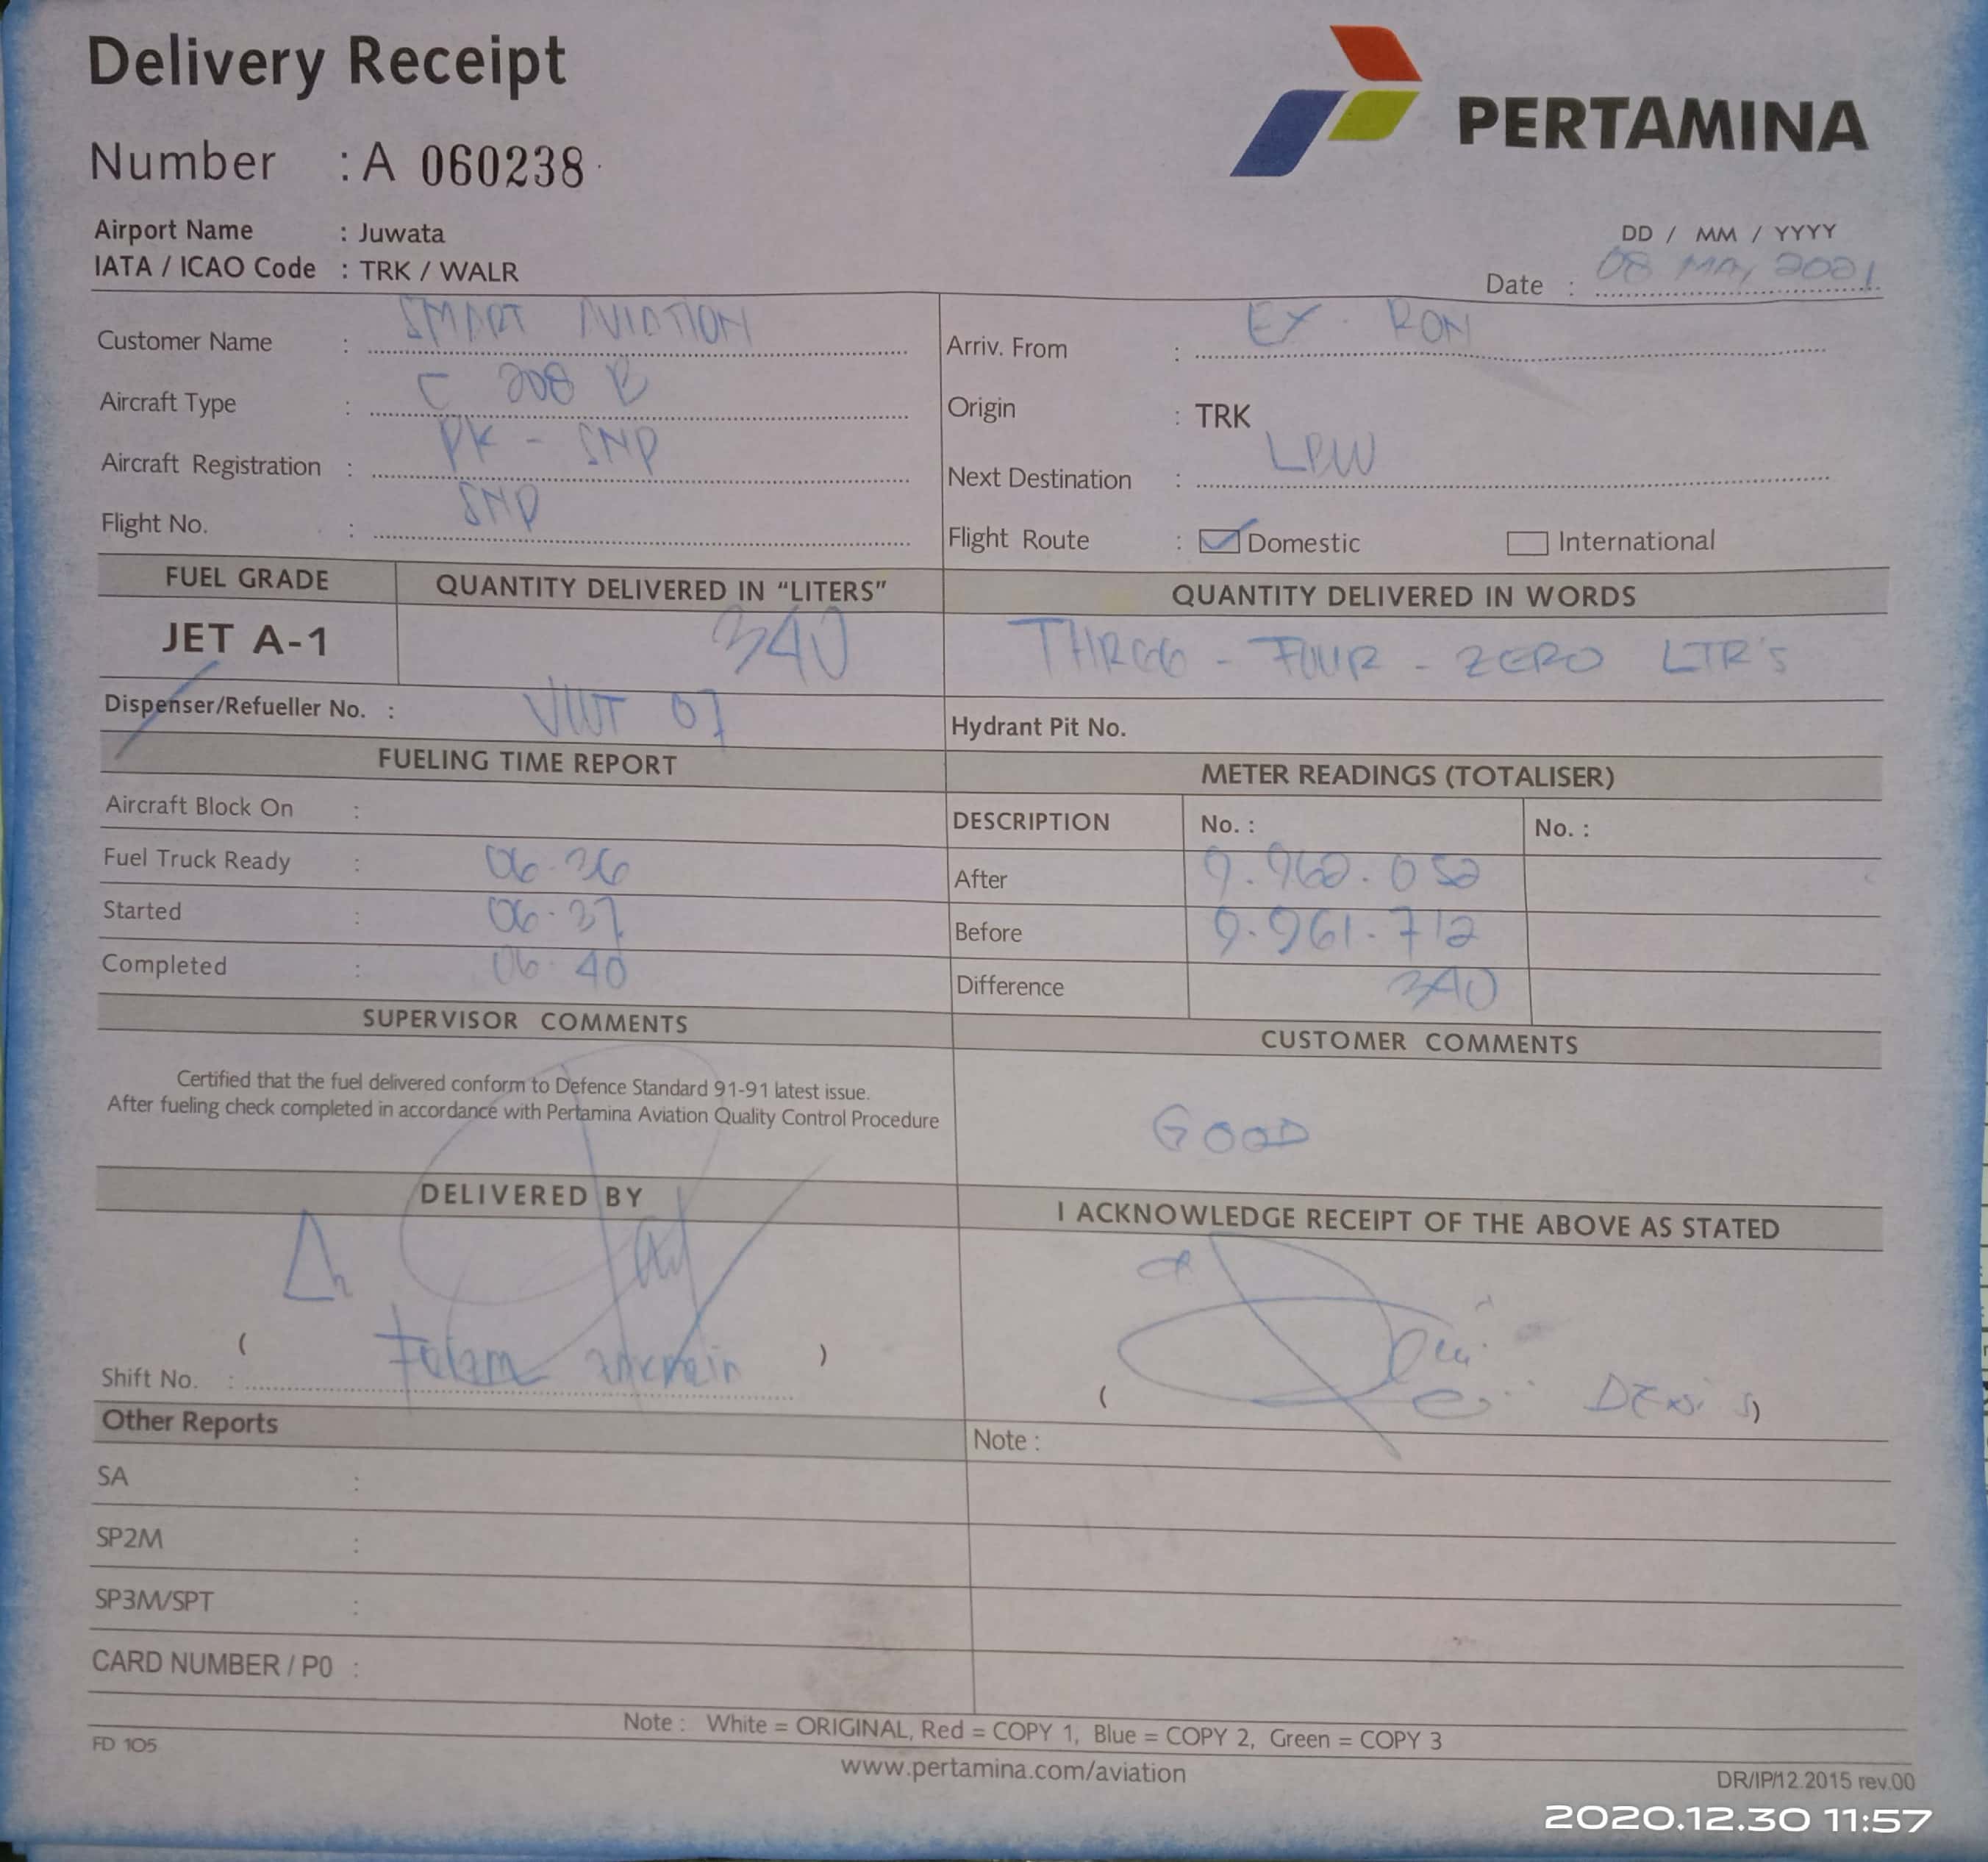 Delivery Receipt
PERTAMINA
Number : A 060238
Airport Name : Juwata
IATA / ICAO Code : TRK / WALR
DD / MM / YYYY
Date : 08 MAY 2021
Customer Name : SMART AVIATION
Arriv. From : EX. RON
Aircraft Type : C 208 B
Origin : TRK
Aircraft Registration : PK - SNP
Next Destination : LBW
Flight No. : SNP
Flight Route : Domestic International
FUEL GRADE QUANTITY DELIVERED IN "LITERS" QUANTITY DELIVERED IN WORDS
JET A-1 340 THREE - FOUR - ZERO LTR'S
Dispenser/Refueller No. : 07
Hydrant Pit No.
FUELING TIME REPORT
METER READINGS (TOTALISER)
Aircraft Block On :
DESCRIPTION No. : No. :
Fuel Truck Ready : 06.36
After 9.962.052
Started : 06.37
Before 9.961.712
Completed : 06.40
Difference 340
SUPERVISOR COMMENTS
CUSTOMER COMMENTS
Certified that the fuel delivered conform to Defence Standard 91-91 latest issue.
After fueling check completed in accordance with Pertamina Aviation Quality Control Procedure
GOOD
DELIVERED BY
I ACKNOWLEDGE RECEIPT OF THE ABOVE AS STATED
( )
Shift No. :
( )
Other Reports
Note :
SA :
SP2M :
SP3M/SPT :
CARD NUMBER / P0 :
Note : White = ORIGINAL, Red = COPY 1, Blue = COPY 2, Green = COPY 3
FD 105
www.pertamina.com/aviation
DR/IP/12.2015 rev.00
2020.12.30 11:57